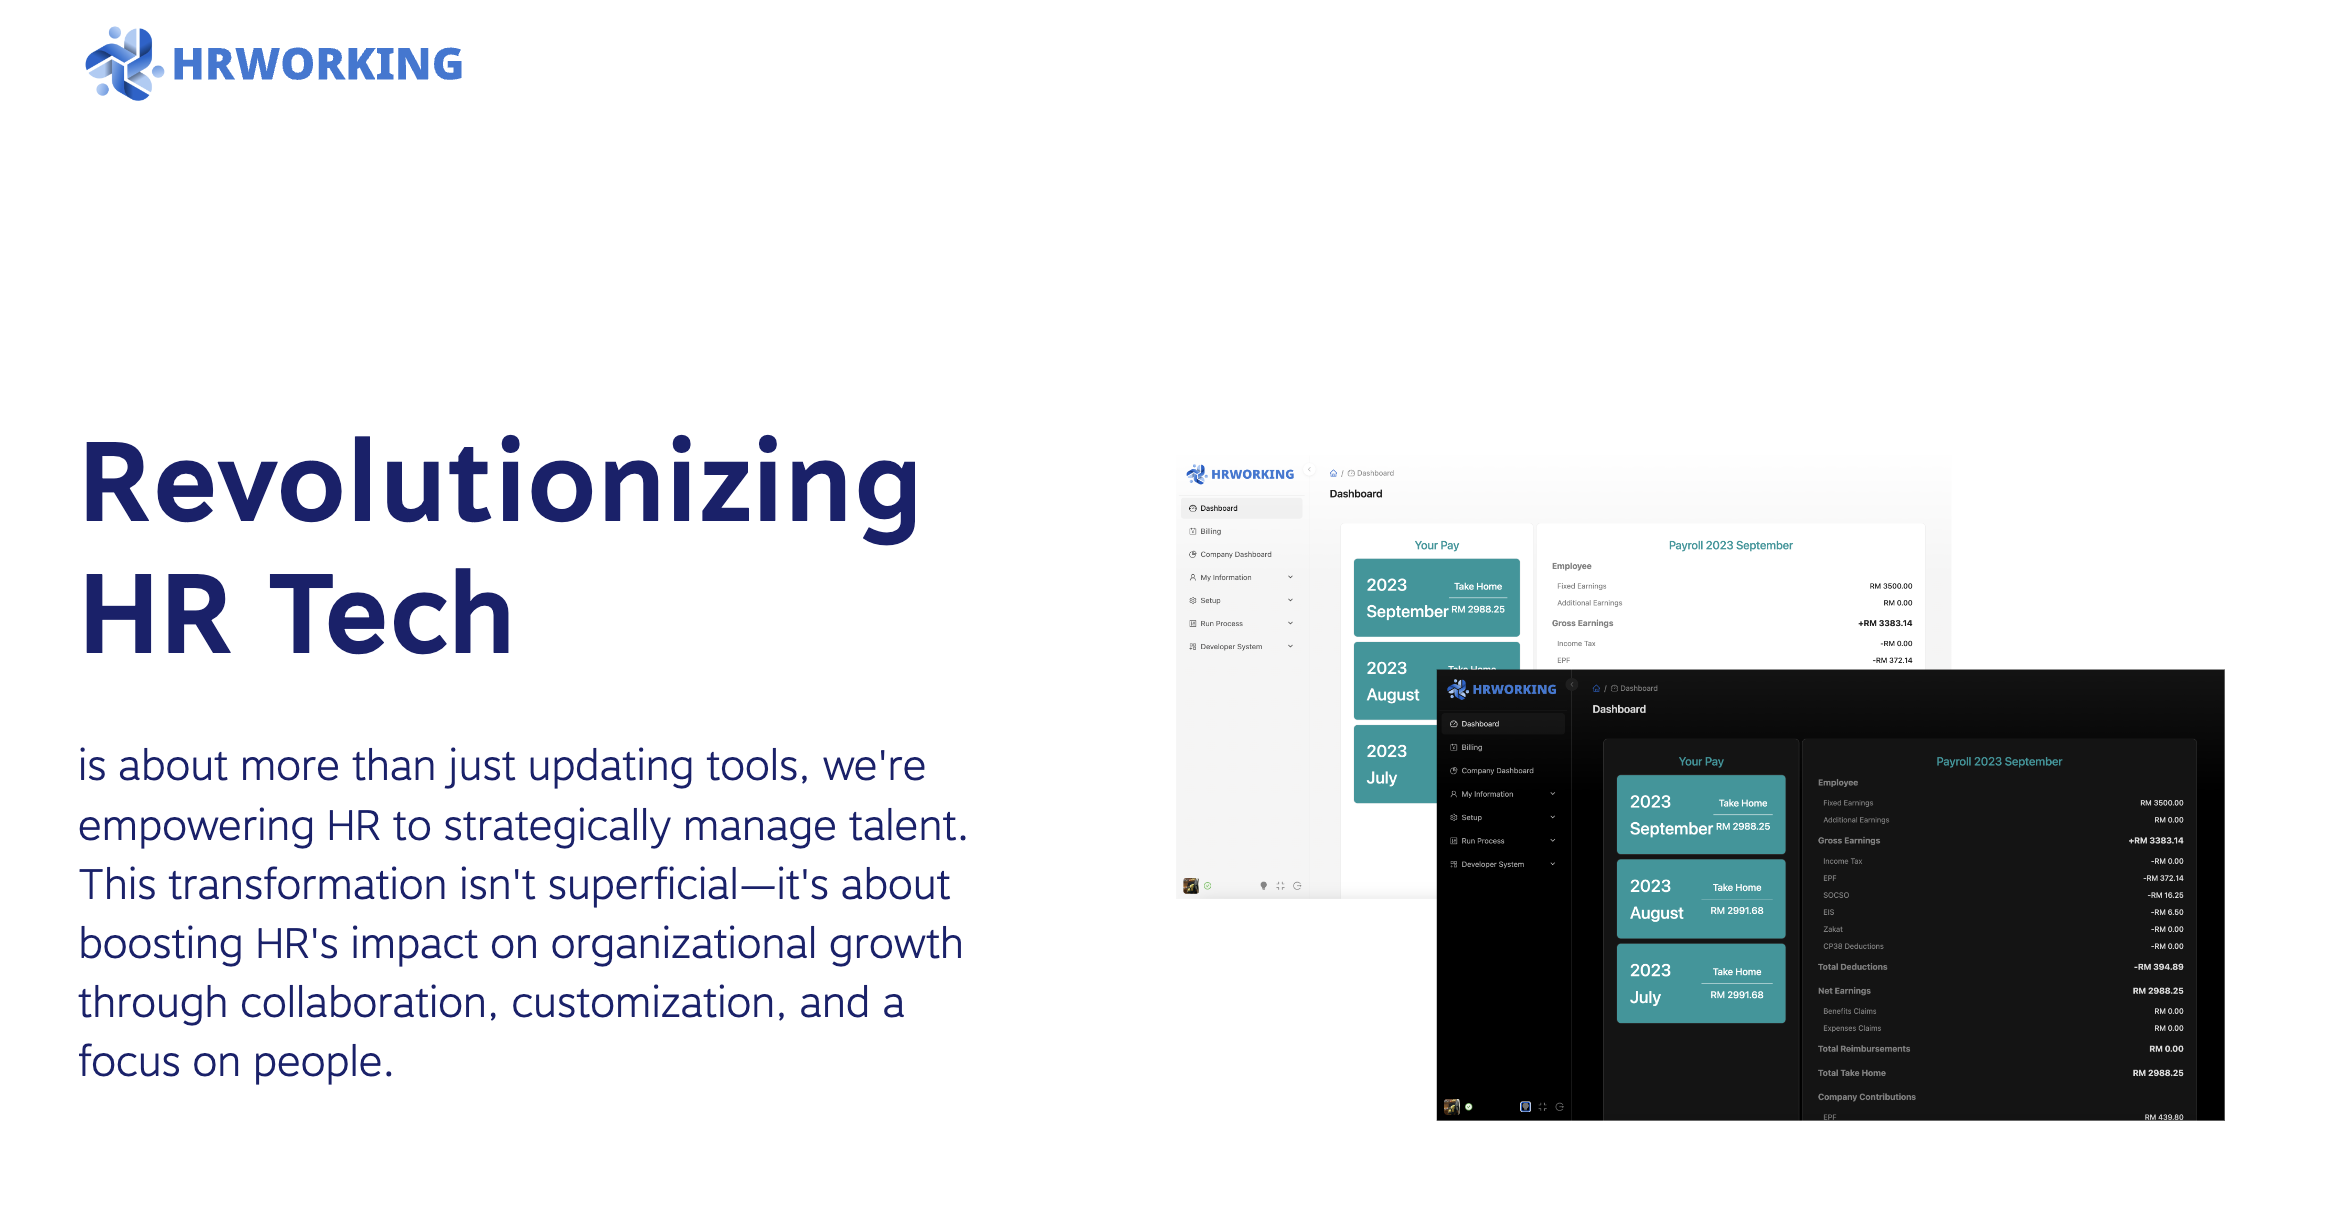 HRWORKING
Revolutionizing
HR Tech
is about more than just updating tools, we're
empowering HR to strategically manage talent.
This transformation isn't superficial—it's about
boosting HR's impact on organizational growth
through collaboration, customization, and a
focus on people.
HRWORKING
/ Dashboard
Dashboard
Dashboard
Billing
Company Dashboard
My Information
Setup
Run Process
Developer System
Your Pay
2023 Take Home
September RM 2988.25
2023 Take Home
August
2023
July
Payroll 2023 September
Employee
Fixed Earnings RM 3500.00
Additional Earnings RM 0.00
Gross Earnings +RM 3383.14
Income Tax -RM 0.00
EPF -RM 372.14
HRWORKING
/ Dashboard
Dashboard
Dashboard
Billing
Company Dashboard
My Information
Setup
Run Process
Developer System
Your Pay
2023 Take Home
September RM 2988.25
2023 Take Home
August RM 2991.68
2023 Take Home
July RM 2991.68
Payroll 2023 September
Employee
Fixed Earnings RM 3500.00
Additional Earnings RM 0.00
Gross Earnings +RM 3383.14
Income Tax -RM 0.00
EPF -RM 372.14
SOCSO -RM 16.25
EIS -RM 6.50
Zakat -RM 0.00
CP38 Deductions -RM 0.00
Total Deductions -RM 394.89
Net Earnings RM 2988.25
Benefits Claims RM 0.00
Expenses Claims RM 0.00
Total Reimbursements RM 0.00
Total Take Home RM 2988.25
Company Contributions
EPF RM 439.80